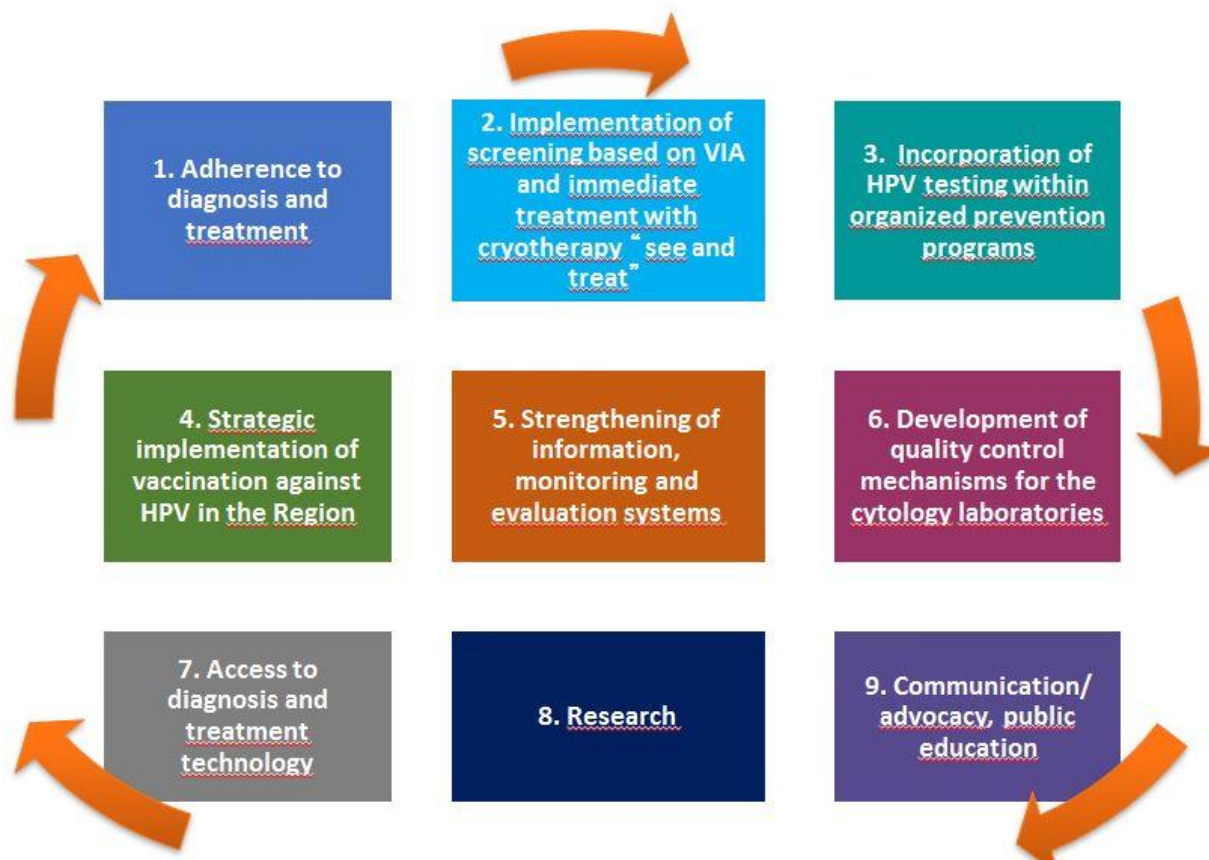 1. Adherence to
diagnosis and
treatment
2. Implementation of
screening based on VIA
and immediate
treatment with
cryotherapy “ see and
treat”
3. Incorporation of
HPV testing within
organized prevention
programs
4. Strategic
implementation of
vaccination against
HPV in the Region
5. Strengthening of
information,
monitoring and
evaluation systems
6. Development of
quality control
mechanisms for the
cytology laboratories
7. Access to
diagnosis and
treatment
technology
8. Research
9. Communication/
advocacy, public
education